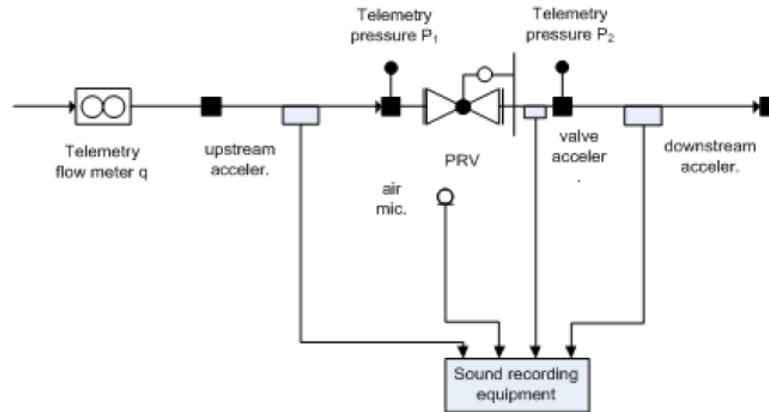 Telemetry
pressure P₁
Telemetry
pressure P₂
Telemetry
flow meter q
upstream
acceler.
PRV
valve
acceler
.
downstream
acceler.
air
mic.
Sound recording
equipment